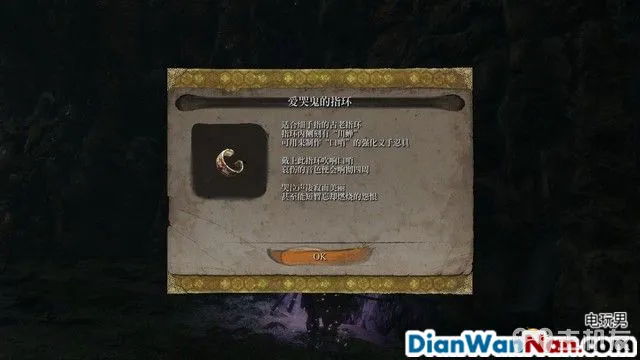 爱哭鬼的指环
适合细手指的古老指环
指环内侧刻有“川蝉”
可用来制作“口哨”的强化义手忍具
戴上此指环吹响口哨
哀伤的音色便会响彻四周
哭泣声凄寂而美丽
甚至能短暂忘却燃烧的怨恨
OK
电玩男
DianWanNan.com